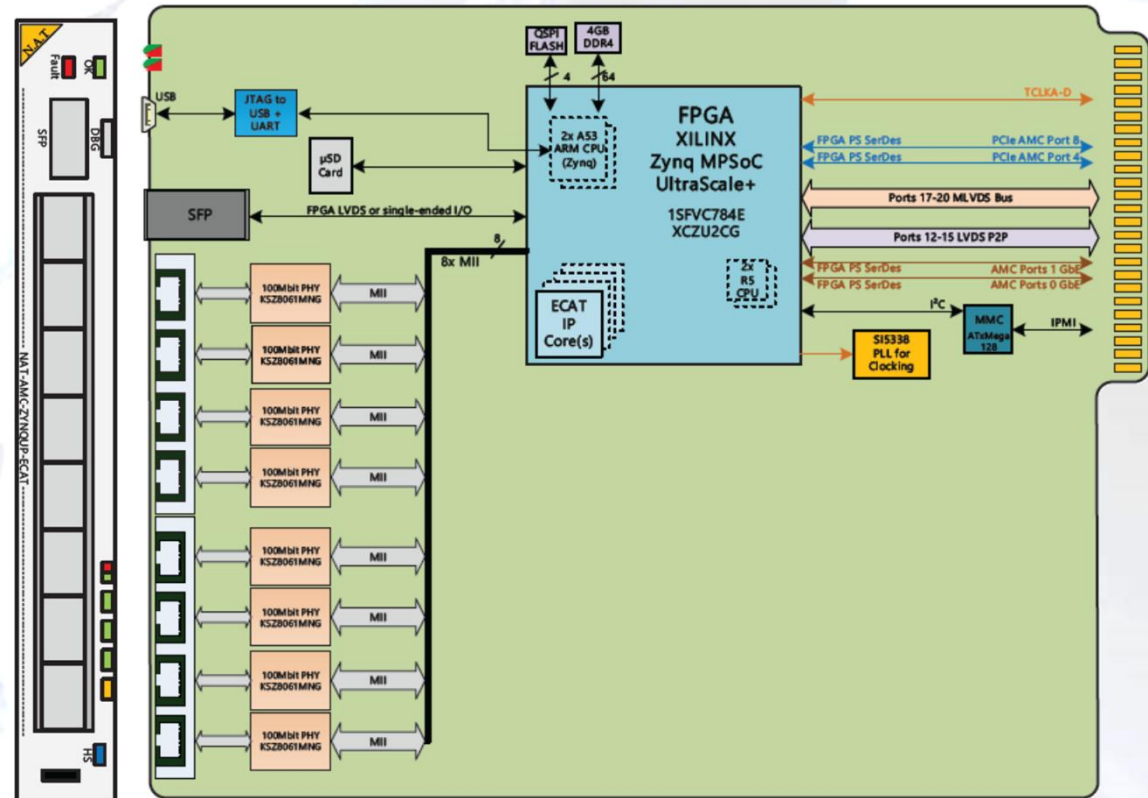 NAT
Fault
OK
SFP
DBG
NAT-AMC-ZYNQUP-ECAT
HS
USB
JTAG to
USB +
UART
µSD
Card
SFP
FPGA LVDS or single-ended I/O
8
8x MII
QSPI
FLASH
4GB
DDR4
4
64
2x A53
ARM CPU
(Zynq)
FPGA
XILINX
Zynq MPSoC
UltraScale+
1SFVC784E
XCZU2CG
ECAT
IP
Core(s)
2x
R5
CPU
TCLKA-D
FPGA PS SerDes PCIe AMC Port 8
FPGA PS SerDes PCIe AMC Port 4
Ports 17-20 MLVDS Bus
Ports 12-15 LVDS P2P
FPGA PS SerDes AMC Ports 1 GbE
FPGA PS SerDes AMC Ports 0 GbE
I²C
MMC
ATxMega
128
IPMI
SI5338
PLL for
Clocking
100Mbit PHY
KSZ8061MNG
MII
100Mbit PHY
KSZ8061MNG
MII
100Mbit PHY
KSZ8061MNG
MII
100Mbit PHY
KSZ8061MNG
MII
100Mbit PHY
KSZ8061MNG
MII
100Mbit PHY
KSZ8061MNG
MII
100Mbit PHY
KSZ8061MNG
MII
100Mbit PHY
KSZ8061MNG
MII